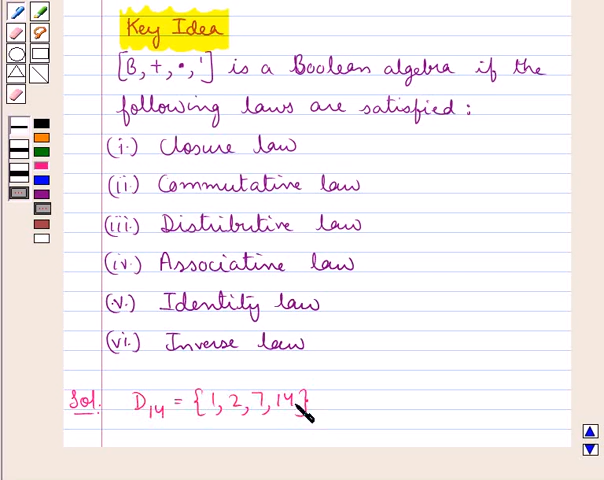 Key Idea
[B, +, •, '] is a Boolean algebra if the
following laws are satisfied :
(i.) Closure law
(ii.) Commutative law
(iii.) Distributive law
(iv.) Associative law
(v.) Identity law
(vi.) Inverse law
Sol. D₁₄ = {1, 2, 7, 14}